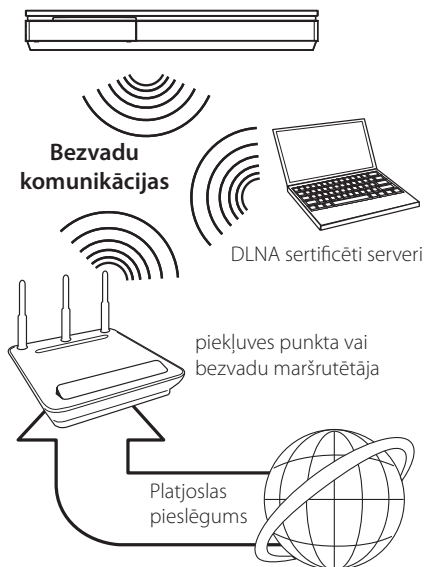 Bezvadu
komunikācijas
DLNA sertificēti serveri
piekļuves punkta vai
bezvadu maršrutētāja
Platjoslas
pieslēgums